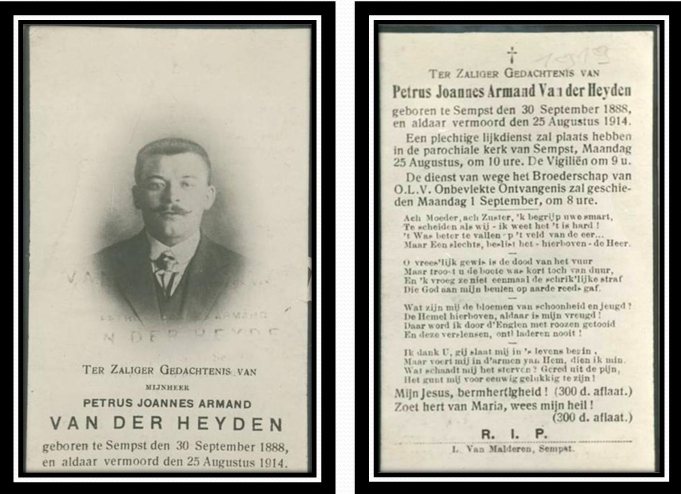 TER ZALIGER GEDACHTENIS VAN
MIJNHEER
PETRUS JOANNES ARMAND
VAN DER HEYDEN
geboren te Sempst den 30 September 1888,
en aldaar vermoord den 25 Augustus 1914.
1919
TER ZALIGER GEDACHTENIS VAN
Petrus Joannes Armand Van der Heyden
geboren te Sempst den 30 September 1888,
en aldaar vermoord den 25 Augustus 1914.
Een plechtige lijkdienst zal plaats hebben
in de parochiale kerk van Sempst, Maandag
25 Augustus, om 10 ure. De Vigiliën om 9 u.
De dienst van wege het Broederschap van
O.L.V. Onbevlekte Ontvangenis zal geschie-
den Maandag 1 September, om 8 ure.
Ach Moeder, ach Zuster, 'k begrijp uwe smart,
Te scheiden als wij - ik weet het 't is hard !
't Was beter te vallen p 't veld van de eer...
Maar Een slechts, beslist het - hierboven - de Heer.
O vrees'lijk gewis is de dood van het vuur
Maar troost u de boete was kort toch van duur,
En 'k vroeg ze niet eenmaal de schrik'lijke straf
Die God aan mijn beulen op aarde reeds gaf.
Wat zijn mij de bloemen van schoonheid en jeugd ?
De Hemel hierboven, aldaar is mijn vreugd !
Daar word ik door d'Englen met roozen getooid
En deze verslensen, ontbladeren nooit !
Ik dank U, gij slaat mij in 's levens begin,
Maar voert mij in d'armen van Hem, dien ik min.
Wat schaadt mij het sterven ? Gered uit de pijn,
Het gunt mij voor eeuwig gelukkig te zijn !
Mijn Jesus, bermhertigheid ! (300 d. aflaat.)
Zoet hert van Maria, wees mijn heil !
(300 d. aflaat.)
R. I. P.
L. Van Malderen, Sempst.